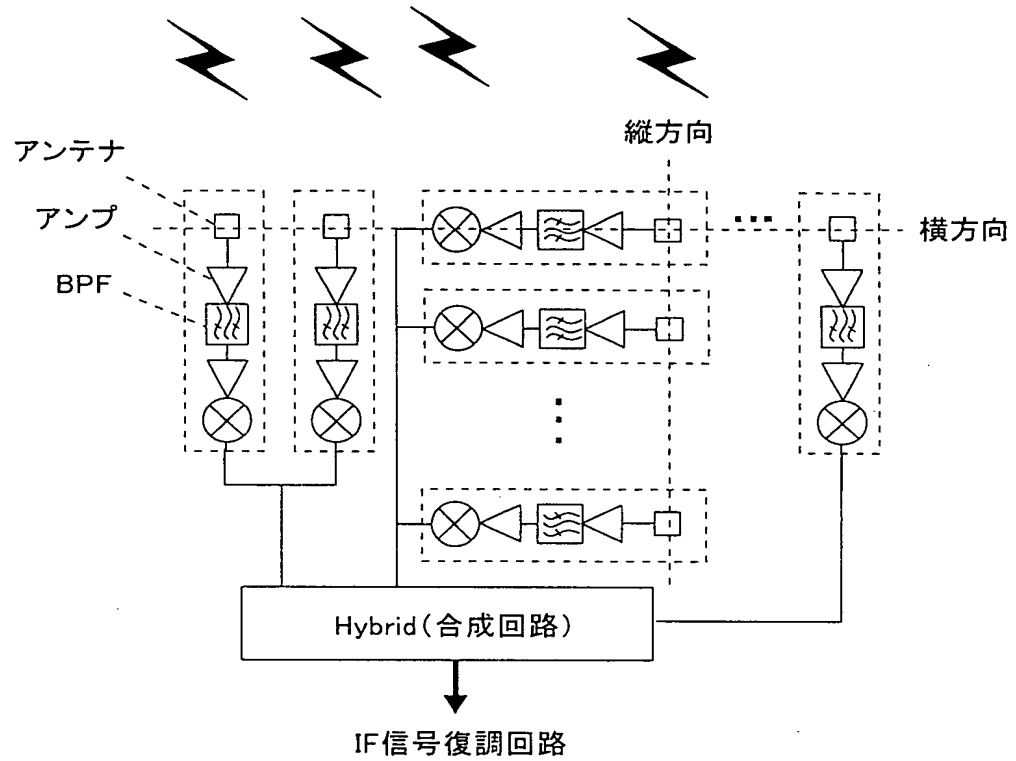 縦方向
アンテナ
アンプ
横方向
BPF
Hybrid(合成回路)
IF信号復調回路